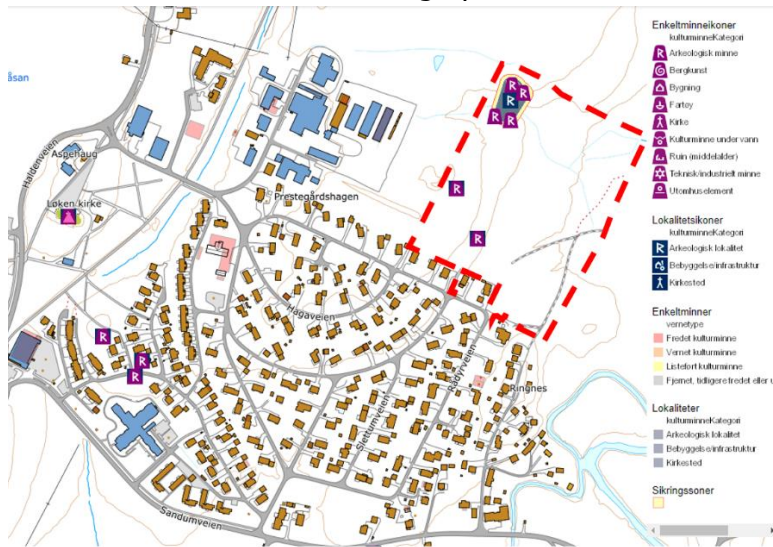 åsan
Haldenveien
Aspehaug
Løken kirke
Prestegårdshagen
Hagaveien
Slettumveien
Rådyrveien
Ringnes
Sandumveien
R
R
R
R
R
R
R
R
R
R
Enkeltminneikoner
kulturminneKategori
Arkeologisk minne
Bergkunst
Bygning
Fartøy
Kirke
Kulturminne under vann
Ruin (middelalder)
Teknisk/industrielt minne
Utomhuselement
Lokalitetsikoner
kulturminneKategori
Arkeologisk lokalitet
Bebyggelse/infrastruktur
Kirkested
Enkeltminner
vernetype
Fredet kulturminne
Vernet kulturminne
Listeført kulturminne
Fjernet, tidligere fredet eller
Lokaliteter
kulturminneKategori
Arkeologisk lokalitet
Bebyggelse/infrastruktur
Kirkested
Sikringssoner